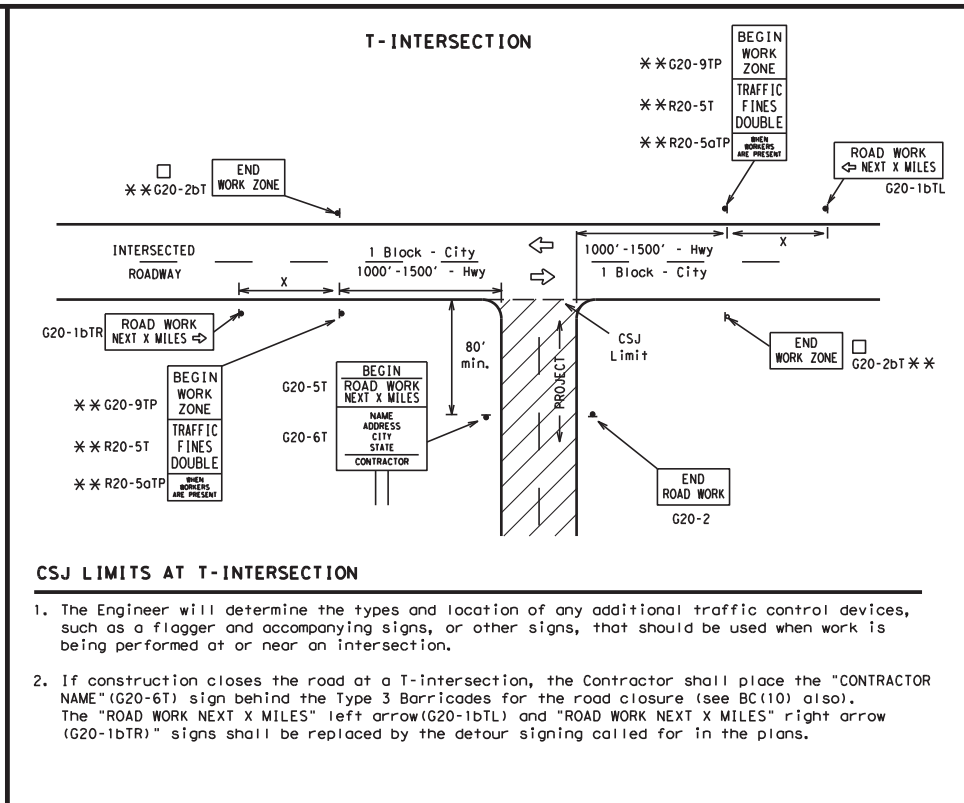 T-INTERSECTION
** G20-9TP
BEGIN
WORK
ZONE
** R20-5T
TRAFFIC
FINES
DOUBLE
** R20-5aTP
WHEN
WORKERS
ARE PRESENT
ROAD WORK
⇦ NEXT X MILES
G20-1bTL
□
** G20-2bT
END
WORK ZONE
INTERSECTED
ROADWAY
X
1 Block - City
1000'-1500' - Hwy
⇦
⇨
1000'-1500' - Hwy
1 Block - City
X
G20-1bTR
ROAD WORK
NEXT X MILES ⇨
80'
min.
CSJ
Limit
PROJECT
END
WORK ZONE
□
G20-2bT **
** G20-9TP
BEGIN
WORK
ZONE
** R20-5T
TRAFFIC
FINES
DOUBLE
** R20-5aTP
WHEN
WORKERS
ARE PRESENT
G20-5T
BEGIN
ROAD WORK
NEXT X MILES
G20-6T
NAME
ADDRESS
CITY
STATE
CONTRACTOR
END
ROAD WORK
G20-2
CSJ LIMITS AT T-INTERSECTION
1. The Engineer will determine the types and location of any additional traffic control devices,
such as a flagger and accompanying signs, or other signs, that should be used when work is
being performed at or near an intersection.
2. If construction closes the road at a T-intersection, the Contractor shall place the "CONTRACTOR
NAME"(G20-6T) sign behind the Type 3 Barricades for the road closure (see BC(10) also).
The "ROAD WORK NEXT X MILES" left arrow(G20-1bTL) and "ROAD WORK NEXT X MILES" right arrow
(G20-1bTR)" signs shall be replaced by the detour signing called for in the plans.